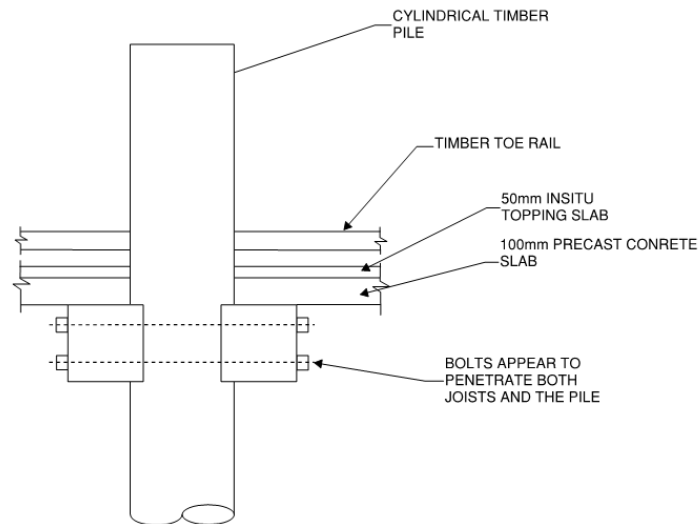 CYLINDRICAL TIMBER
PILE
TIMBER TOE RAIL
50mm INSITU
TOPPING SLAB
100mm PRECAST CONRETE
SLAB
BOLTS APPEAR TO
PENETRATE BOTH
JOISTS AND THE PILE